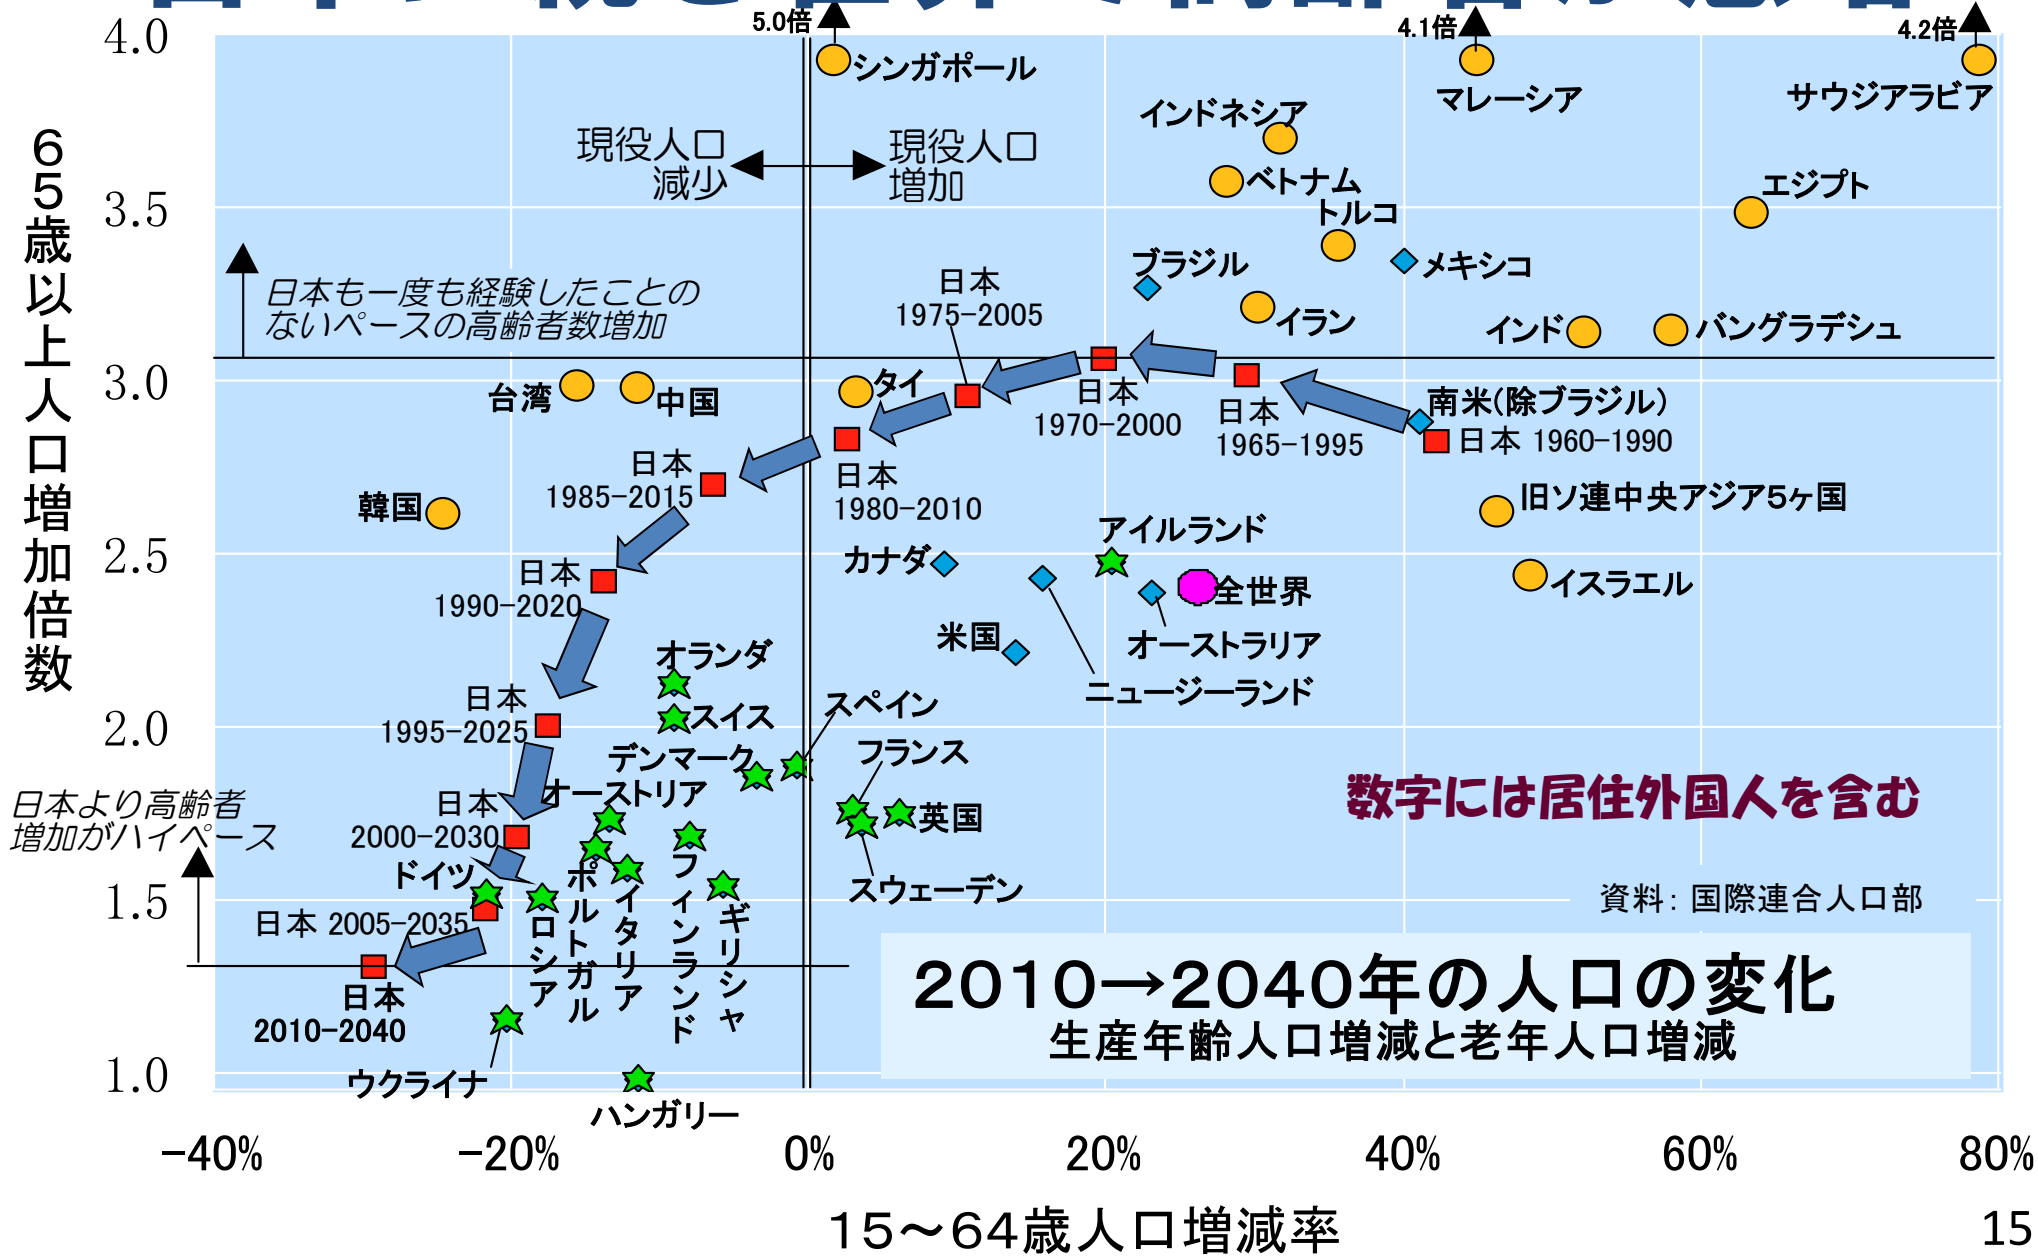 5.0倍
4.1倍
4.2倍
4.0
3.5
3.0
2.5
2.0
1.5
1.0
65歳以上人口増加倍数
シンガポール
マレーシア
サウジアラビア
インドネシア
現役人口
減少
現役人口
増加
ベトナム
エジプト
トルコ
ブラジル
メキシコ
日本も一度も経験したことの
ないペースの高齢者数増加
日本
1975-2005
イラン
インド
バングラデシュ
台湾
中国
タイ
日本
1970-2000
日本
1965-1995
南米(除ブラジル)
日本 1960-1990
日本
1985-2015
日本
1980-2010
韓国
旧ソ連中央アジア5ヶ国
アイルランド
カナダ
日本
1990-2020
全世界
イスラエル
米国
オーストラリア
ニュージーランド
オランダ
スイス
スペイン
日本
1995-2025
デンマーク
フランス
オーストリア
日本より高齢者
増加がハイペース
日本
2000-2030
英国
数字には居住外国人を含む
ドイツ
スウェーデン
日本 2005-2035
ロシア
ポルトガル
イタリア
フィンランド
ギリシャ
資料: 国際連合人口部
日本
2010-2040
2010→2040年の人口の変化
生産年齢人口増減と老年人口増減
ウクライナ
ハンガリー
-40%
-20%
0%
20%
40%
60%
80%
15～64歳人口増減率
15